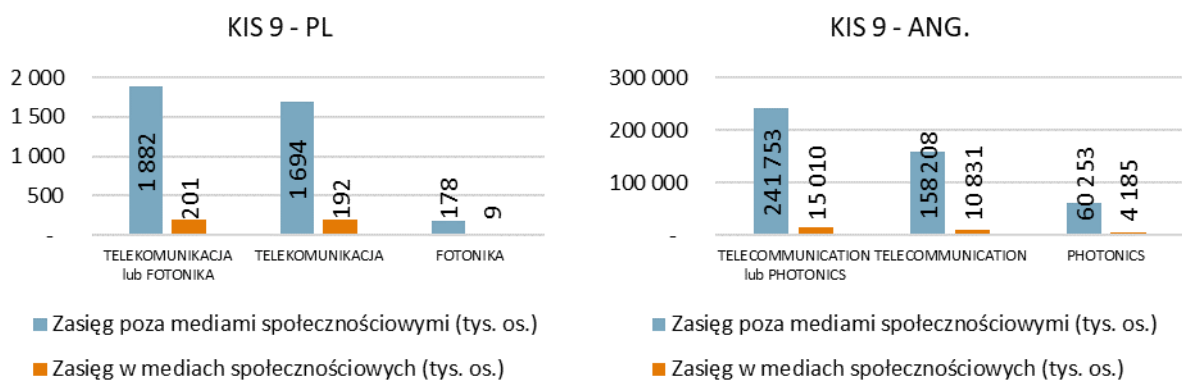 KIS 9 - PL
2 000
1 500
1 000
500
-
1 882
201
1 694
192
178
9
TELEKOMUNIKACJA
lub FOTONIKA
TELEKOMUNIKACJA
FOTONIKA
Zasięg poza mediami społecznościowymi (tys. os.)
Zasięg w mediach społecznościowych (tys. os.)
KIS 9 - ANG.
300 000
200 000
100 000
-
241 753
15 010
158 208
10 831
60 253
4 185
TELECOMMUNICATION
lub PHOTONICS
TELECOMMUNICATION
PHOTONICS
Zasięg poza mediami społecznościowymi (tys. os.)
Zasięg w mediach społecznościowych (tys. os.)